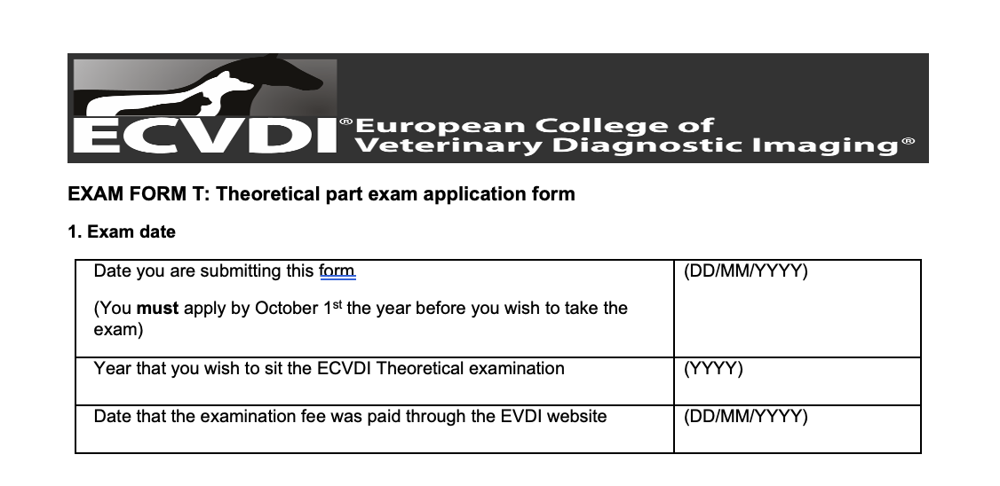 ECVDI® European College of
Veterinary Diagnostic Imaging®
EXAM FORM T: Theoretical part exam application form
1. Exam date
Date you are submitting this form
(DD/MM/YYYY)
(You must apply by October 1st the year before you wish to take the
exam)
Year that you wish to sit the ECVDI Theoretical examination
(YYYY)
Date that the examination fee was paid through the EVDI website
(DD/MM/YYYY)